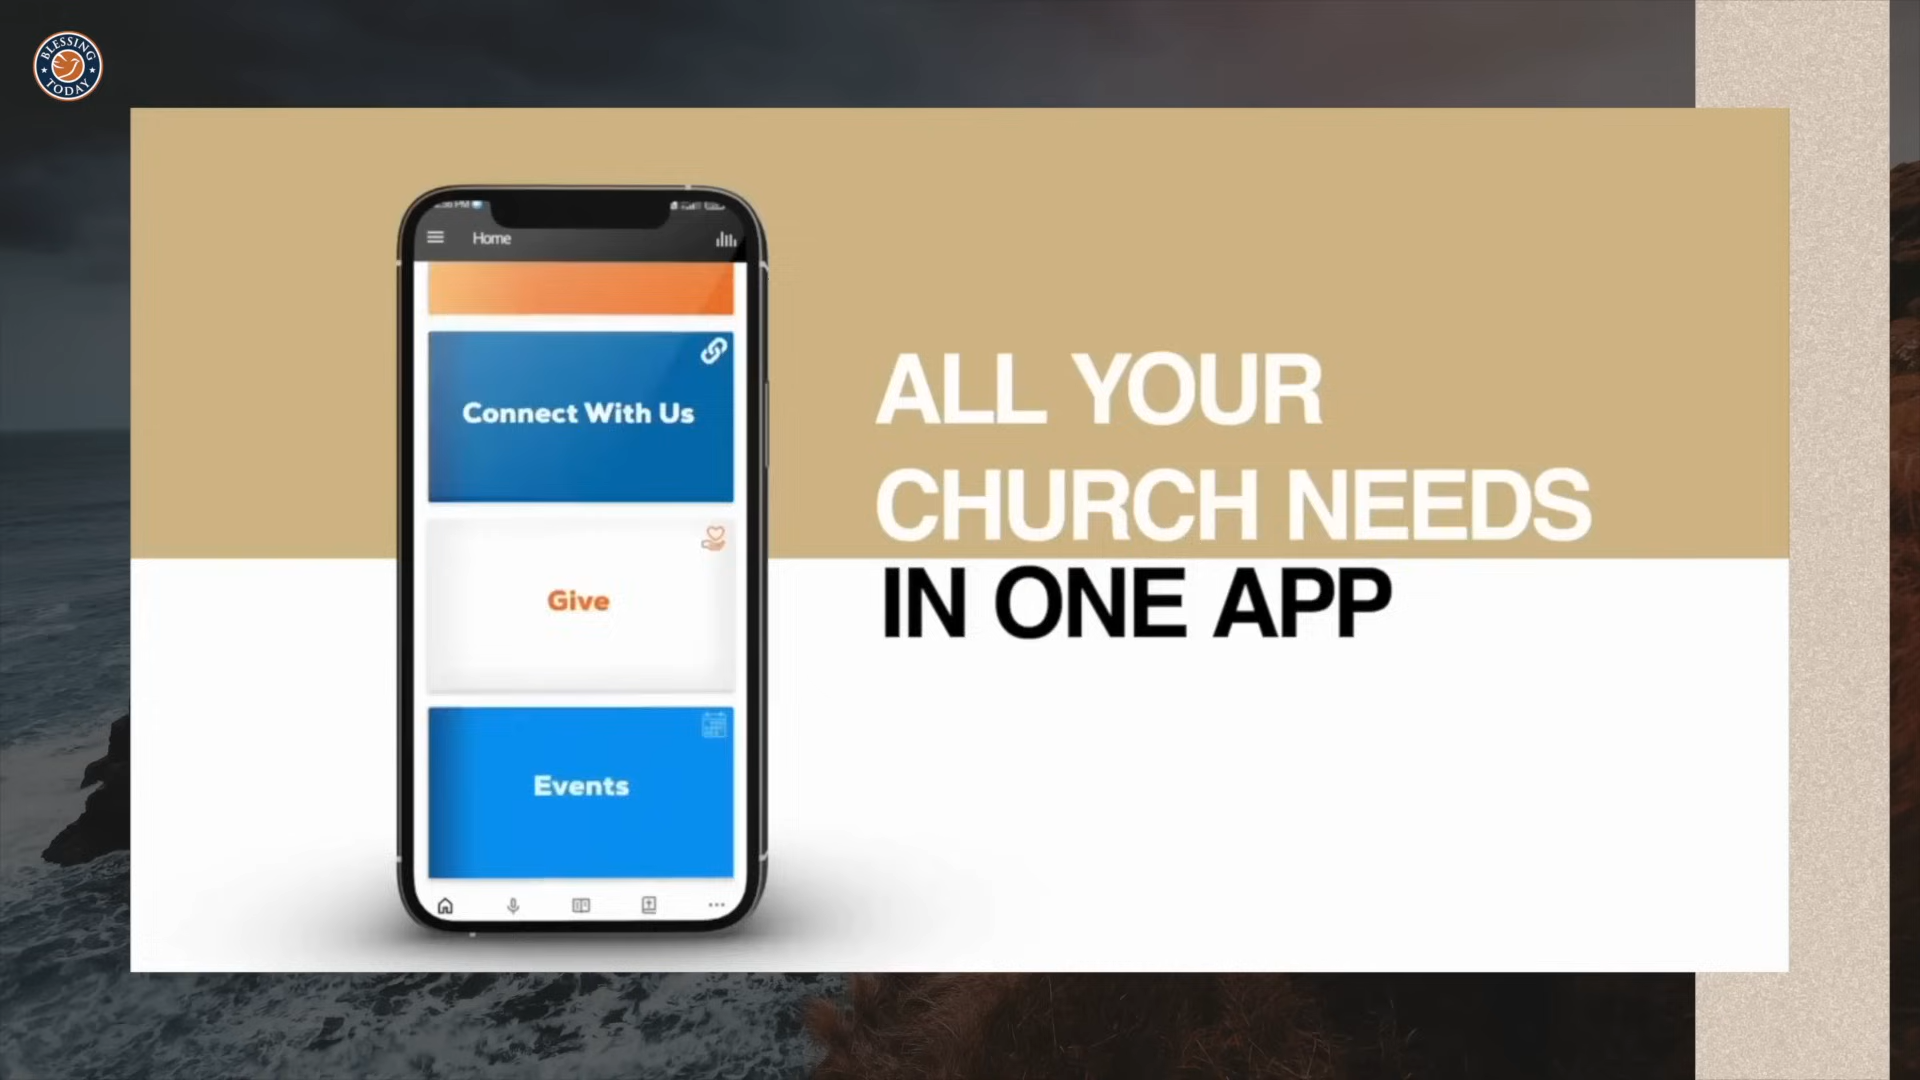 BLESSING
TODAY
Home
Connect With Us
Give
Events
ALL YOUR
CHURCH NEEDS
IN ONE APP